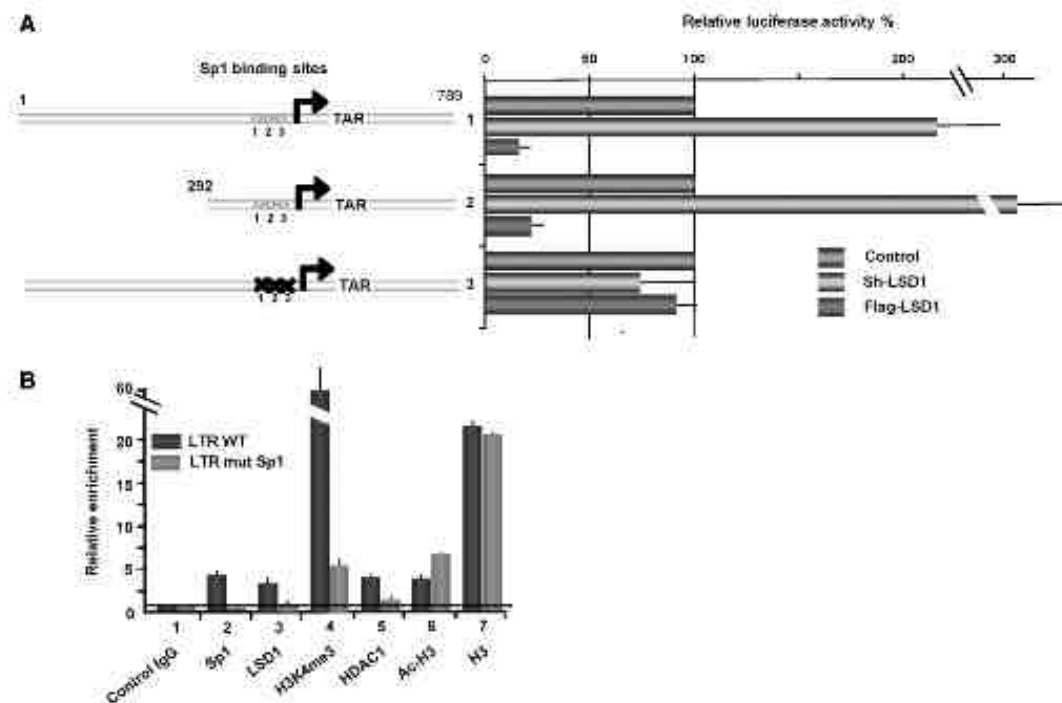 A
Relative luciferase activity %
0 50 100 200 300
Sp1 binding sites
1
789
TAR
1 2 3
1
292
TAR
1 2 3
2
TAR
1 2 3
3
Control
Sh-LSD1
Flag-LSD1
B
Relative enrichment
60
20
15
10
5
0
LTR WT
LTR mut Sp1
1 2 3 4 5 6 7
Control IgG
Sp1
LSD1
H3K4me3
HDAC1
Ac-H3
H3